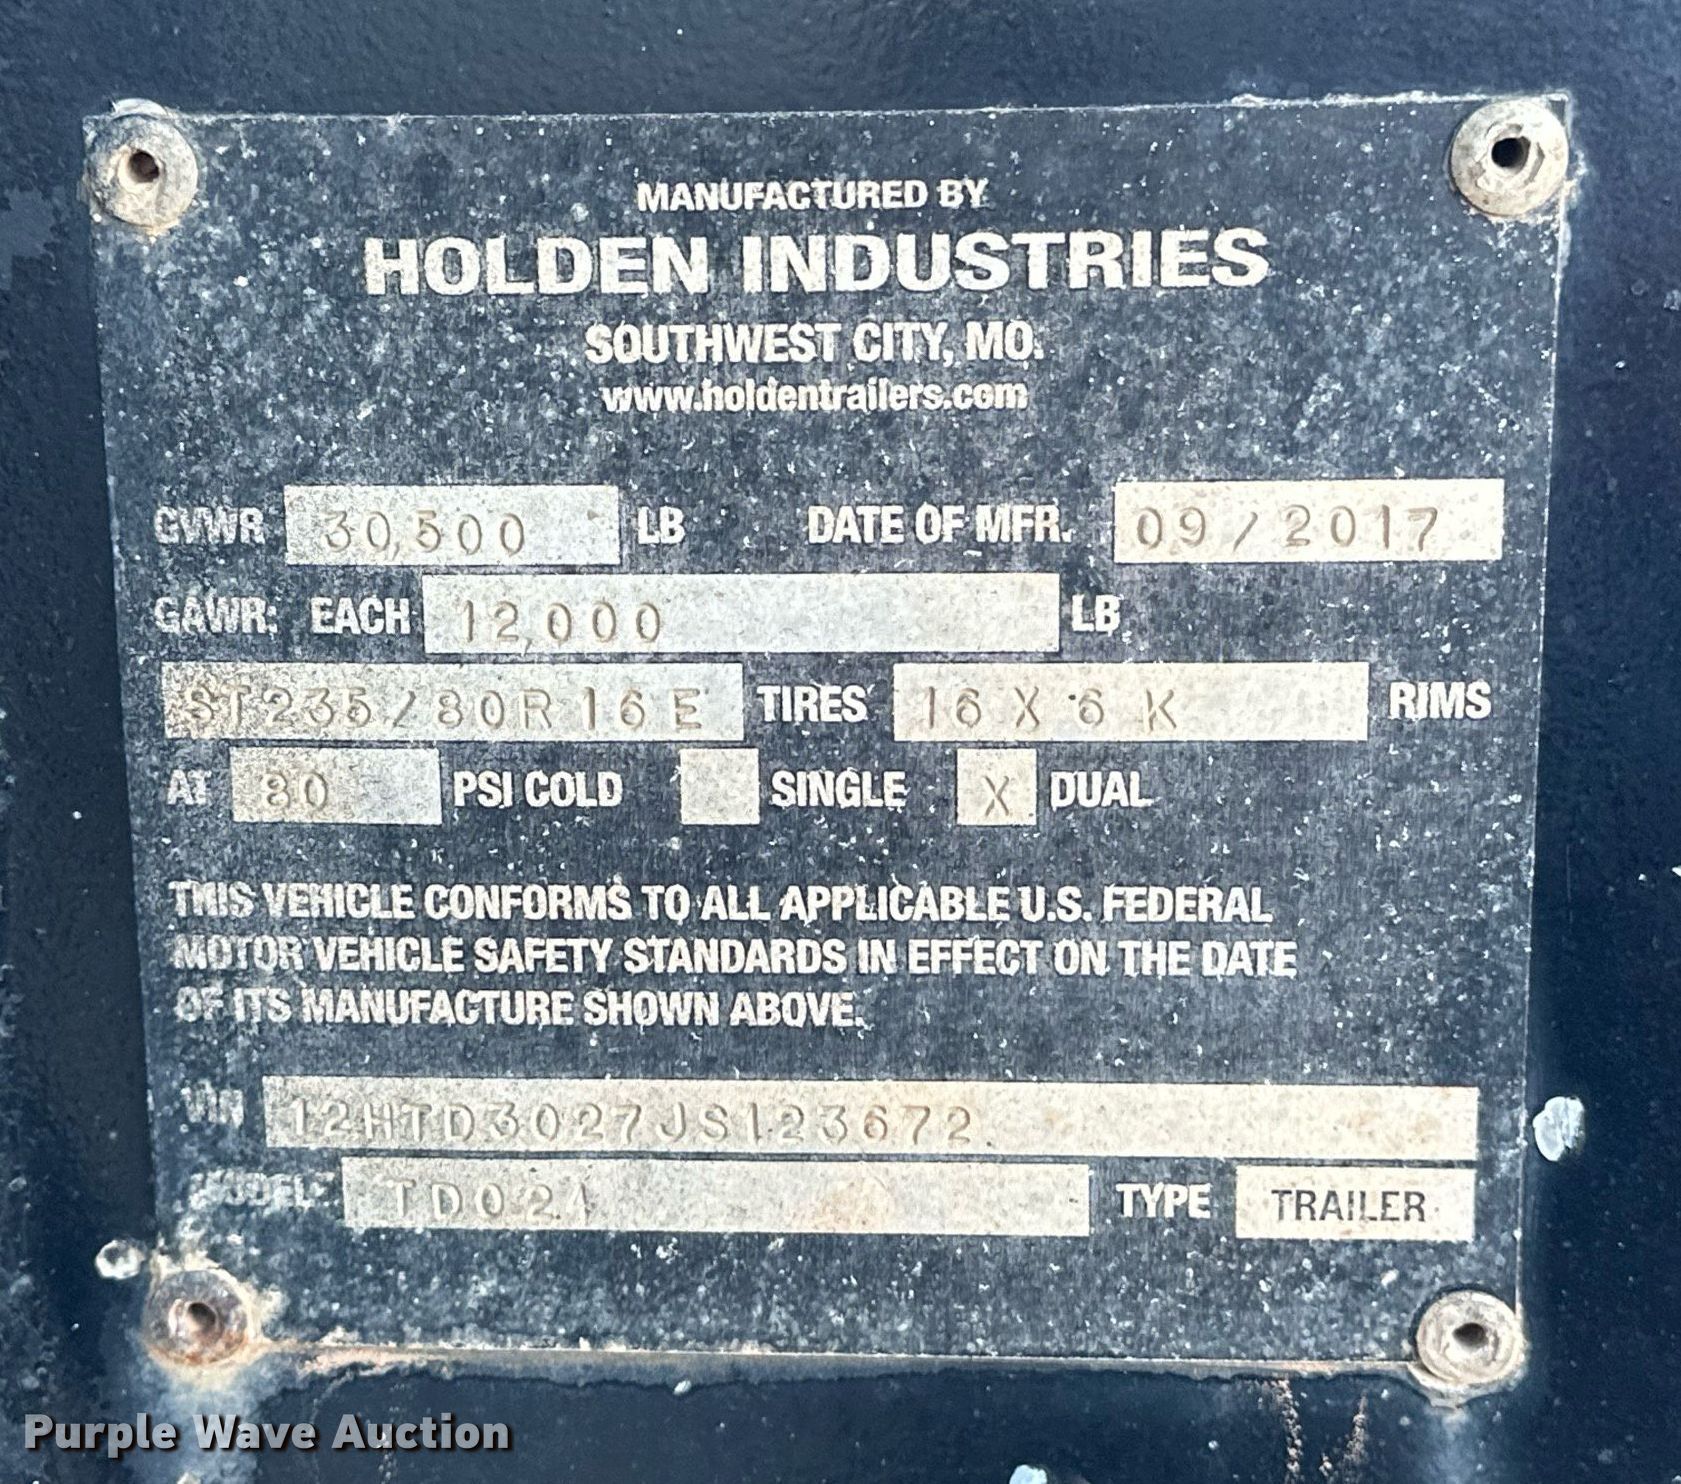 MANUFACTURED BY
HOLDEN INDUSTRIES
SOUTHWEST CITY, MO.
www.holdentrailers.com
GVWR 30,500 LB DATE OF MFR. 09/2017
GAWR: EACH 12,000 LB
ST235/80R16E TIRES 16X6K RIMS
AT 80 PSI COLD SINGLE X DUAL
THIS VEHICLE CONFORMS TO ALL APPLICABLE U.S. FEDERAL
MOTOR VEHICLE SAFETY STANDARDS IN EFFECT ON THE DATE
OF ITS MANUFACTURE SHOWN ABOVE.
VIN 12HTD3027JS123672
MODEL: TD024 TYPE TRAILER
Purple Wave Auction